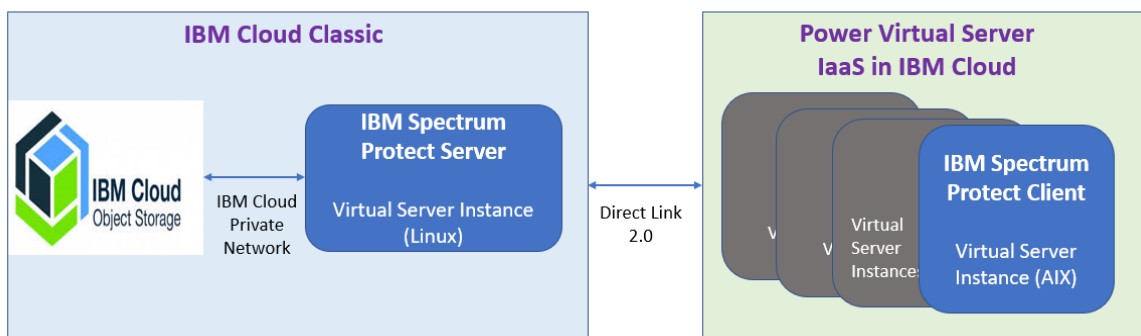 IBM Cloud Classic
IBM Cloud
Object Storage
IBM Cloud
Private
Network
IBM Spectrum
Protect Server
Virtual Server Instance
(Linux)
Direct Link
2.0
Power Virtual Server
IaaS in IBM Cloud
V
V
Virtual
Server
Instances
IBM Spectrum
Protect Client
Virtual Server
Instance (AIX)